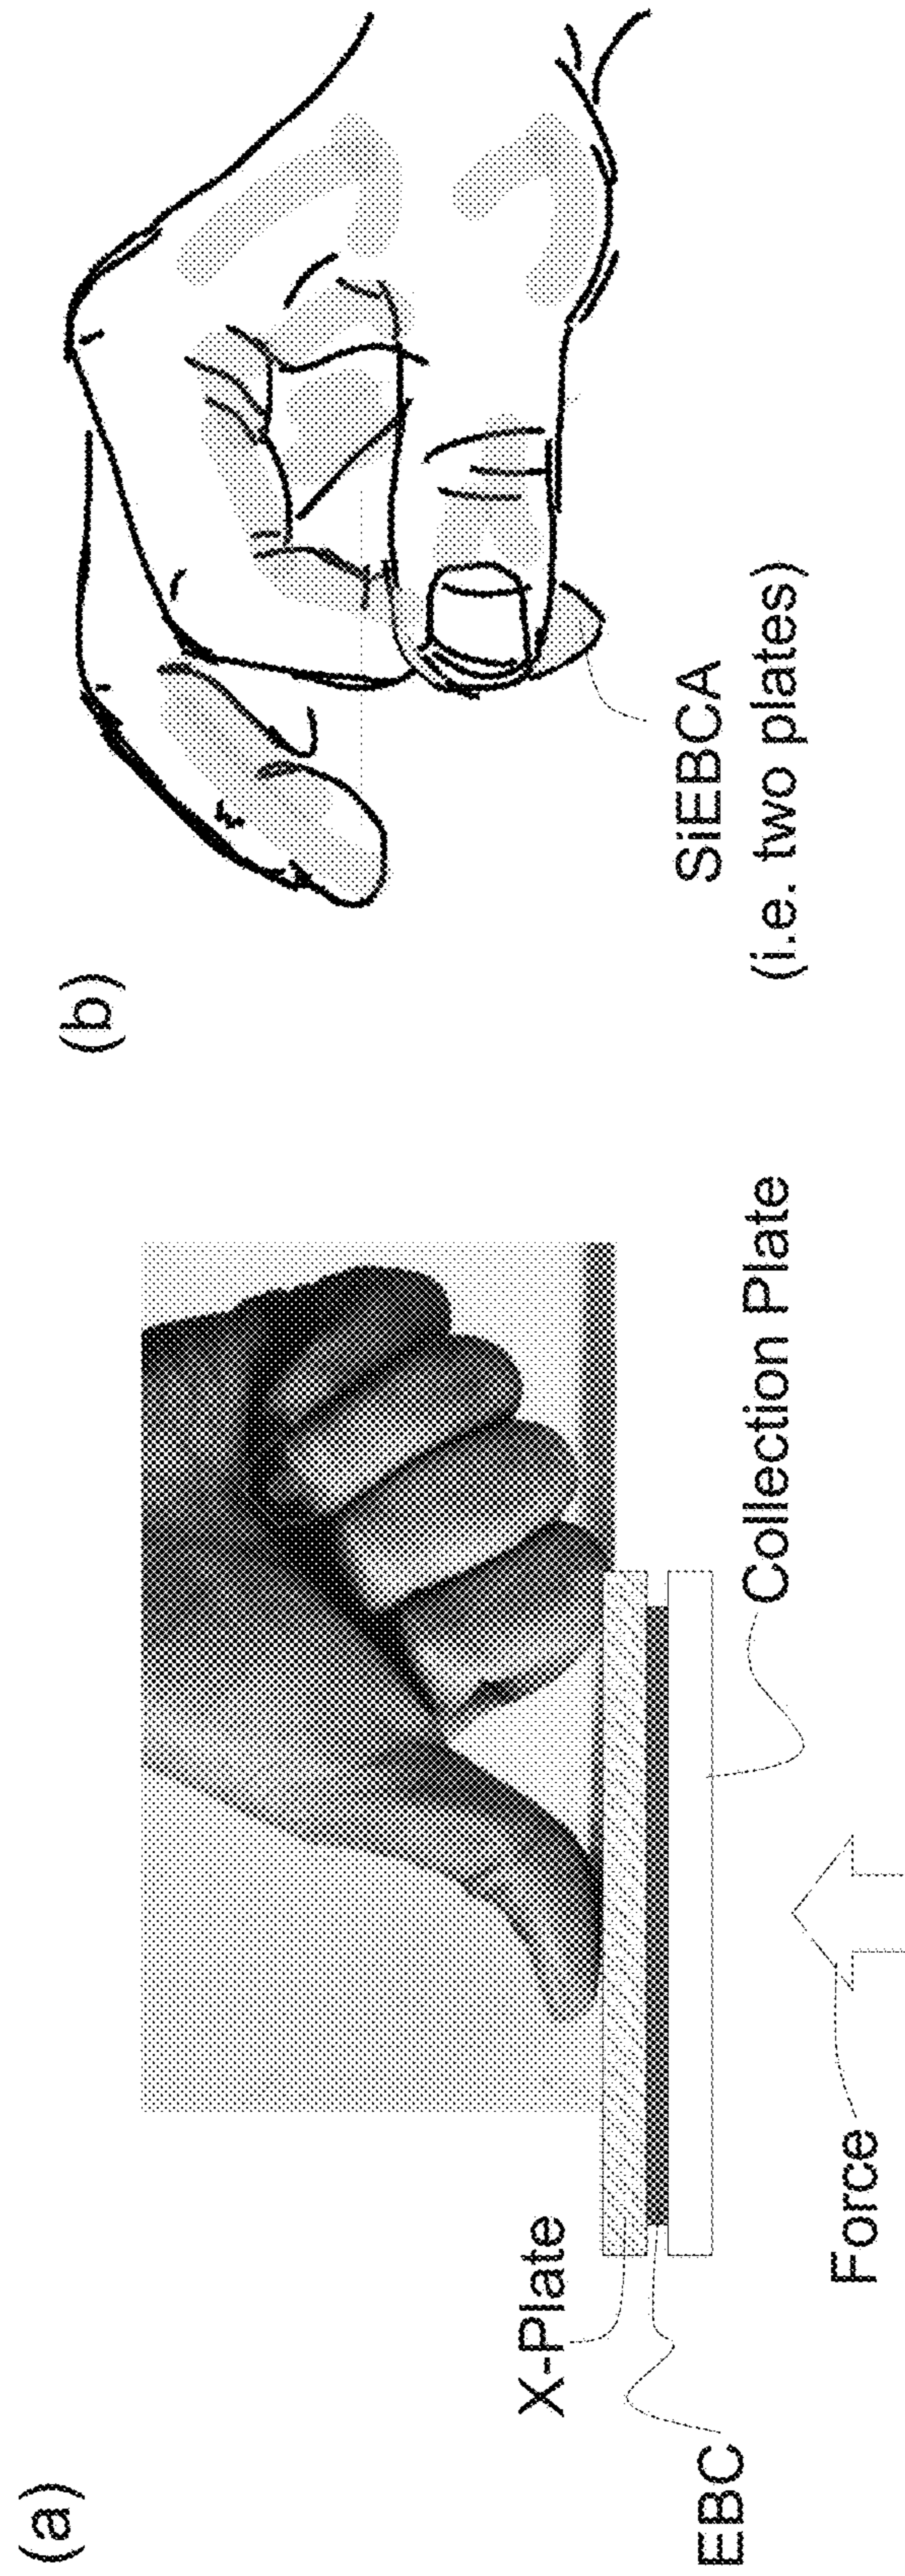 (a)
X-Plate
EBC
Force
Collection Plate
(b)
SiEBCA
(i.e. two plates)